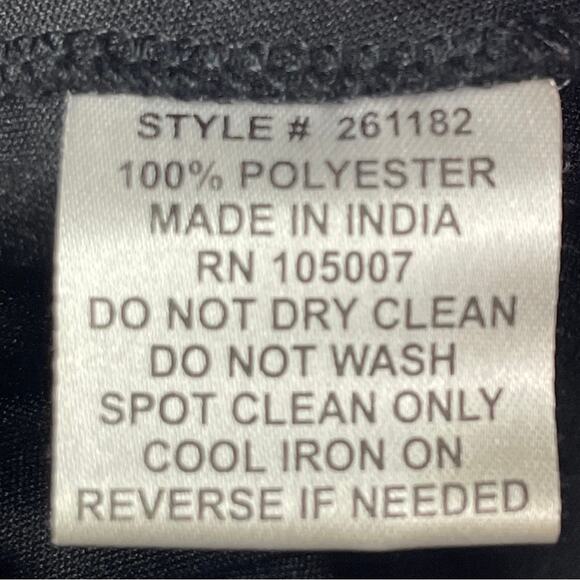 STYLE # 261182
100% POLYESTER
MADE IN INDIA
RN 105007
DO NOT DRY CLEAN
DO NOT WASH
SPOT CLEAN ONLY
COOL IRON ON
REVERSE IF NEEDED